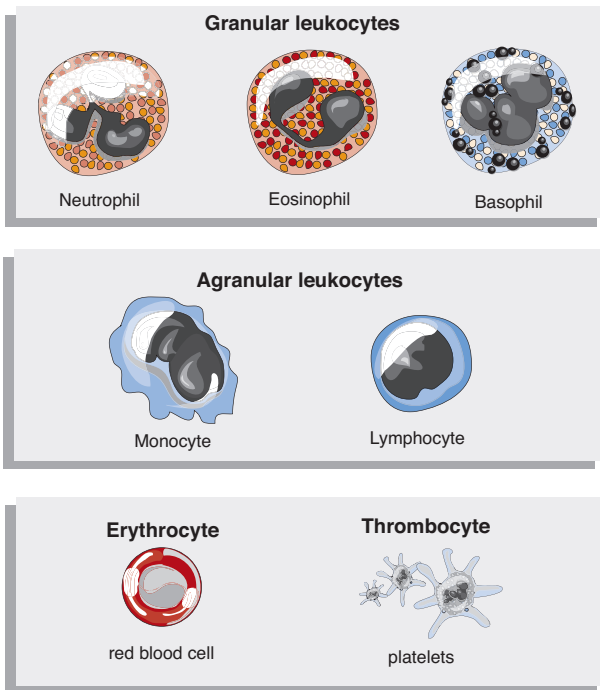 Granular leukocytes
Neutrophil
Eosinophil
Basophil
Agranular leukocytes
Monocyte
Lymphocyte
Erythrocyte
Thrombocyte
red blood cell
platelets